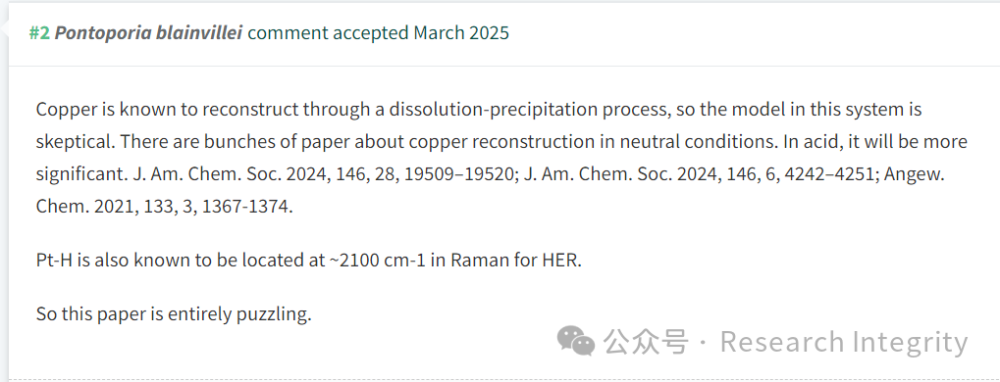 #2 Pontoporia blainvillei comment accepted March 2025
Copper is known to reconstruct through a dissolution-precipitation process, so the model in this system is
skeptical. There are bunches of paper about copper reconstruction in neutral conditions. In acid, it will be more
significant. J. Am. Chem. Soc. 2024, 146, 28, 19509–19520; J. Am. Chem. Soc. 2024, 146, 6, 4242–4251; Angew.
Chem. 2021, 133, 3, 1367-1374.
Pt-H is also known to be located at ~2100 cm-1 in Raman for HER.
So this paper is entirely puzzling.
公众号 · Research Integrity